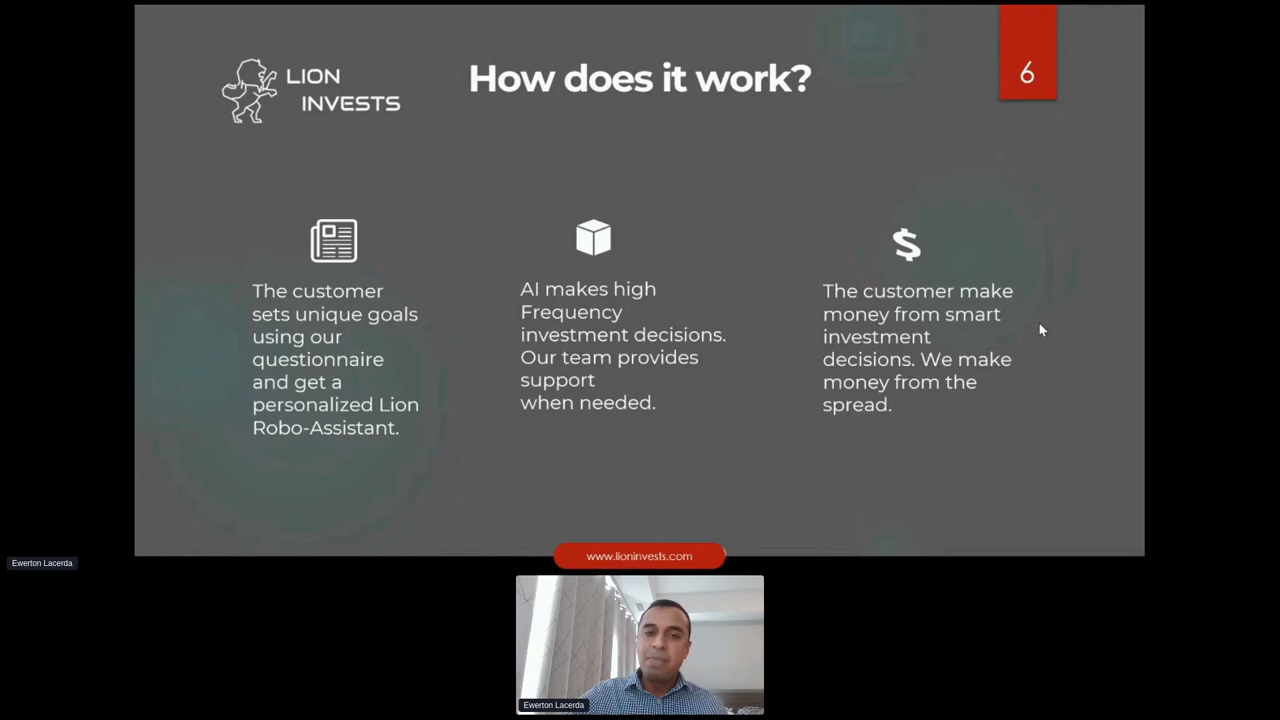 LION
INVESTS
How does it work?
6
The customer
sets unique goals
using our
questionnaire
and get a
personalized Lion
Robo-Assistant.
AI makes high
Frequency
investment decisions.
Our team provides
support
when needed.
The customer make
money from smart
investment
decisions. We make
money from the
spread.
www.lioninvests.com
Ewerton Lacerda
Ewerton Lacerda